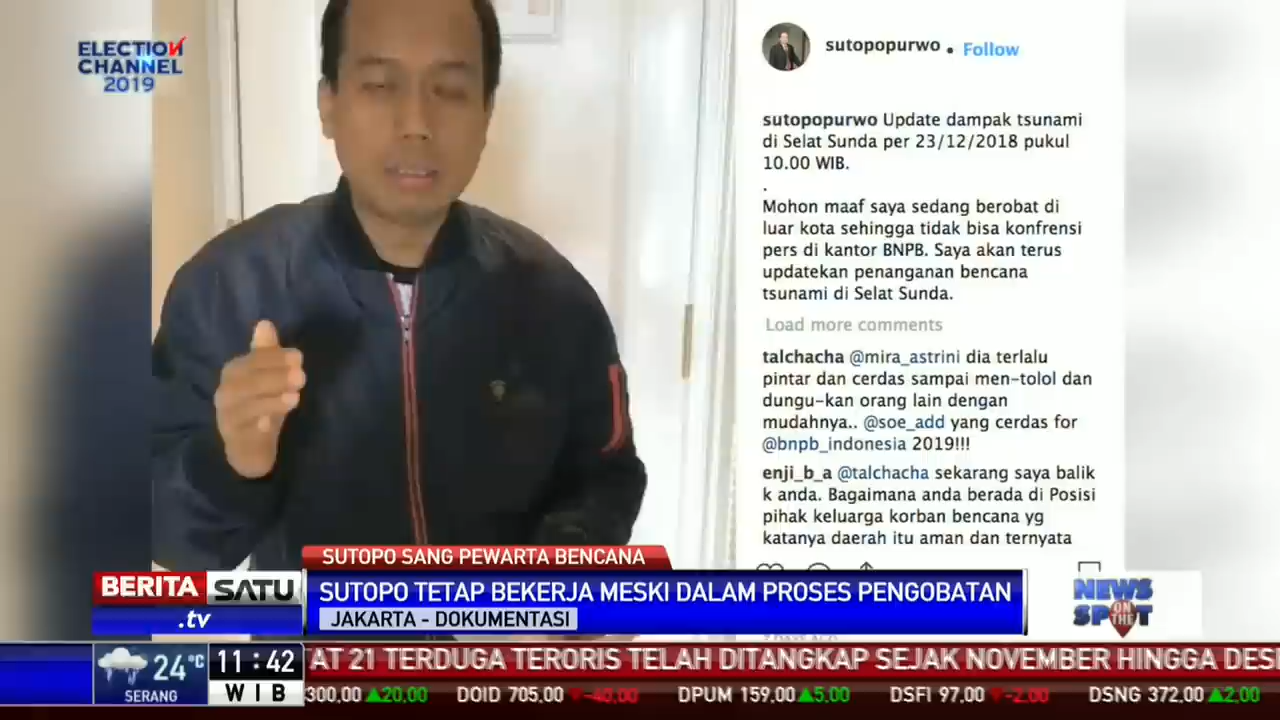 ELECTION
CHANNEL
2019
sutopopurwo • Follow
sutopopurwo Update dampak tsunami
di Selat Sunda per 23/12/2018 pukul
10.00 WIB.
.
Mohon maaf saya sedang berobat di
luar kota sehingga tidak bisa konfrensi
pers di kantor BNPB. Saya akan terus
updatekan penanganan bencana
tsunami di Selat Sunda.
Load more comments
talchacha @mira_astrini dia terlalu
pintar dan cerdas sampai men-tolol dan
dungu-kan orang lain dengan
mudahnya.. @soe_add yang cerdas for
@bnpb_indonesia 2019!!!
enji_b_a @talchacha sekarang saya balik
k anda. Bagaimana anda berada di Posisi
pihak keluarga korban bencana yg
katanya daerah itu aman dan ternyata
SUTOPO SANG PEWARTA BENCANA
BERITA SATU
.tv
SUTOPO TETAP BEKERJA MESKI DALAM PROSES PENGOBATAN
JAKARTA - DOKUMENTASI
NEWS
ON THE
SPOT
24°C
SERANG
11:42
WIB
AT 21 TERDUGA TERORIS TELAH DITANGKAP SEJAK NOVEMBER HINGGA DESE
300,00 ▲20,00 DOID 705,00 ▼-40,00 DPUM 159,00 ▲5,00 DSFI 97,00 ▼-2,00 DSNG 372,00 ▲2,00